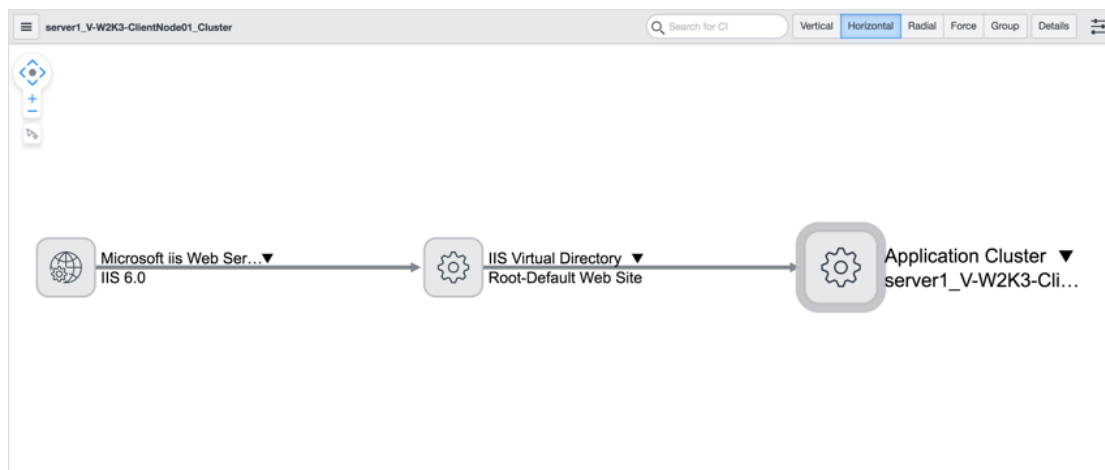 server1_V-W2K3-ClientNode01_Cluster
Search for CI
Vertical
Horizontal
Radial
Force
Group
Details
Microsoft iis Web Ser...
IIS 6.0
IIS Virtual Directory
Root-Default Web Site
Application Cluster
server1_V-W2K3-Cli...